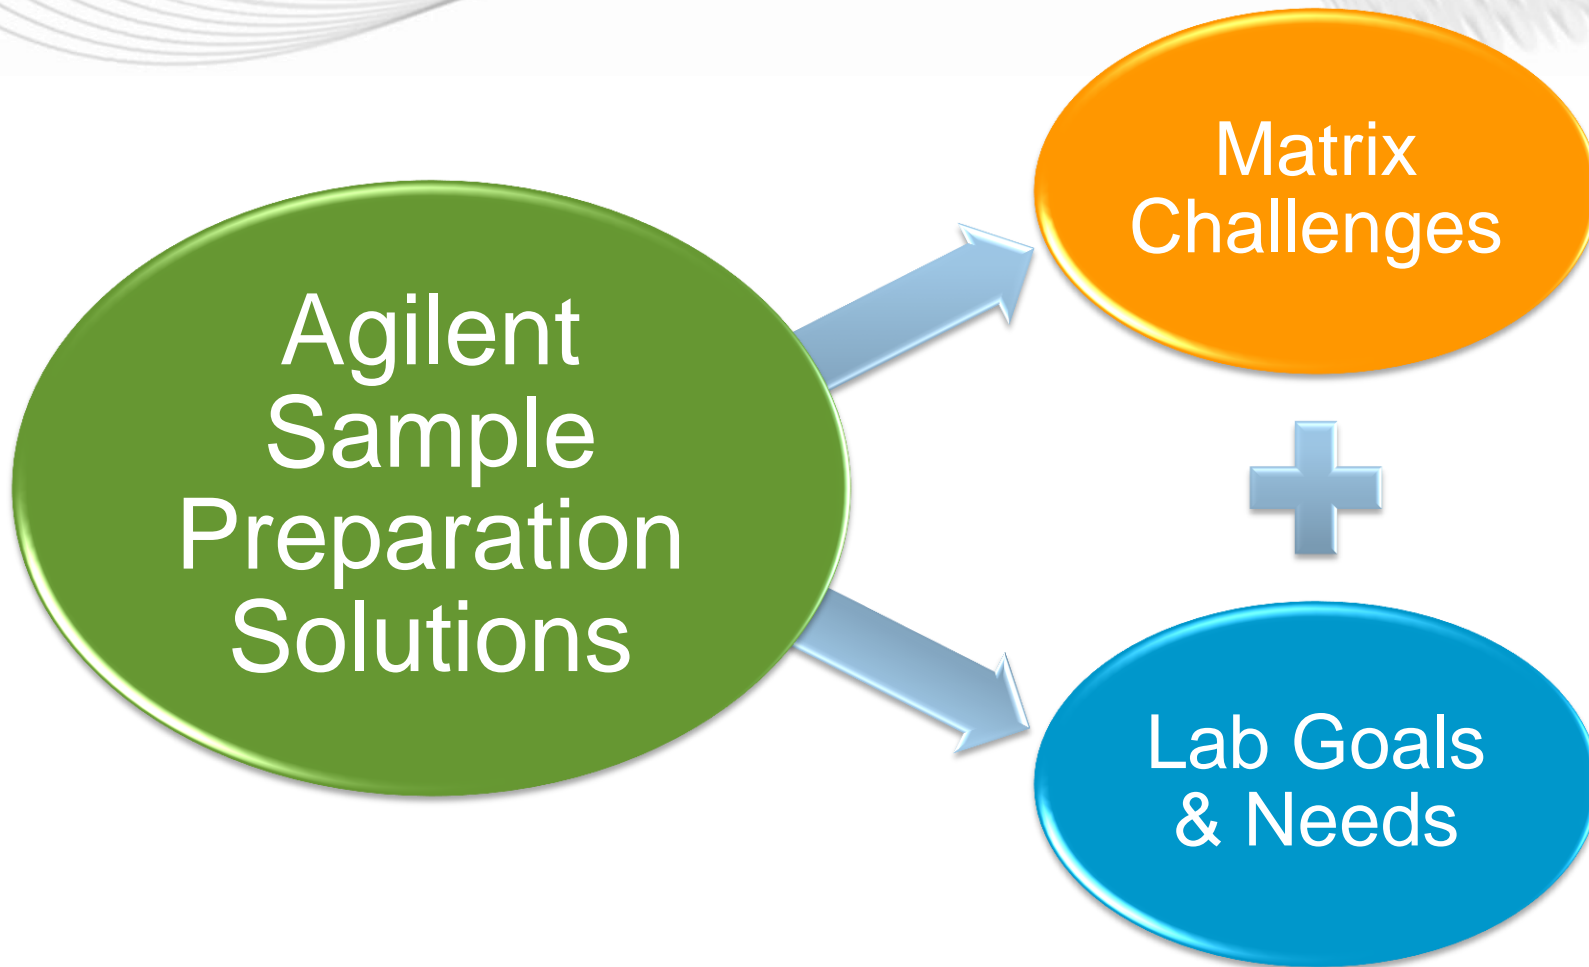 Agilent
Sample
Preparation
Solutions
Matrix
Challenges
Lab Goals
& Needs